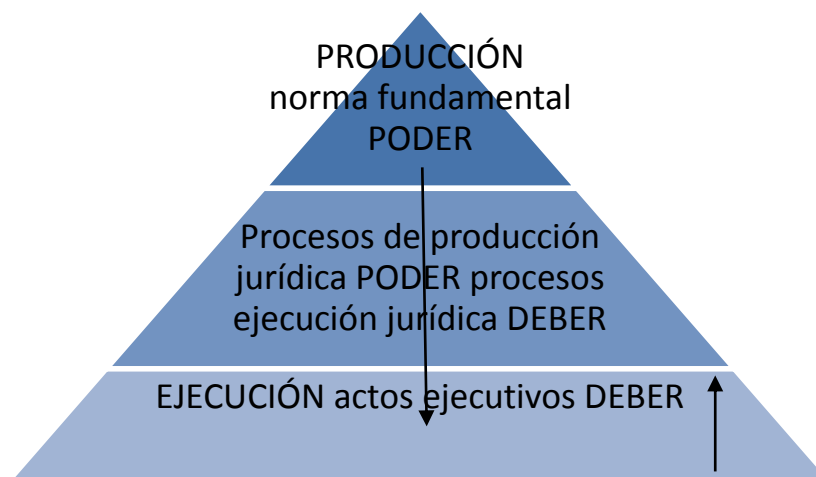 PRODUCCIÓN
norma fundamental
PODER
Procesos de producción
jurídica PODER procesos
ejecución jurídica DEBER
EJECUCIÓN actos ejecutivos DEBER